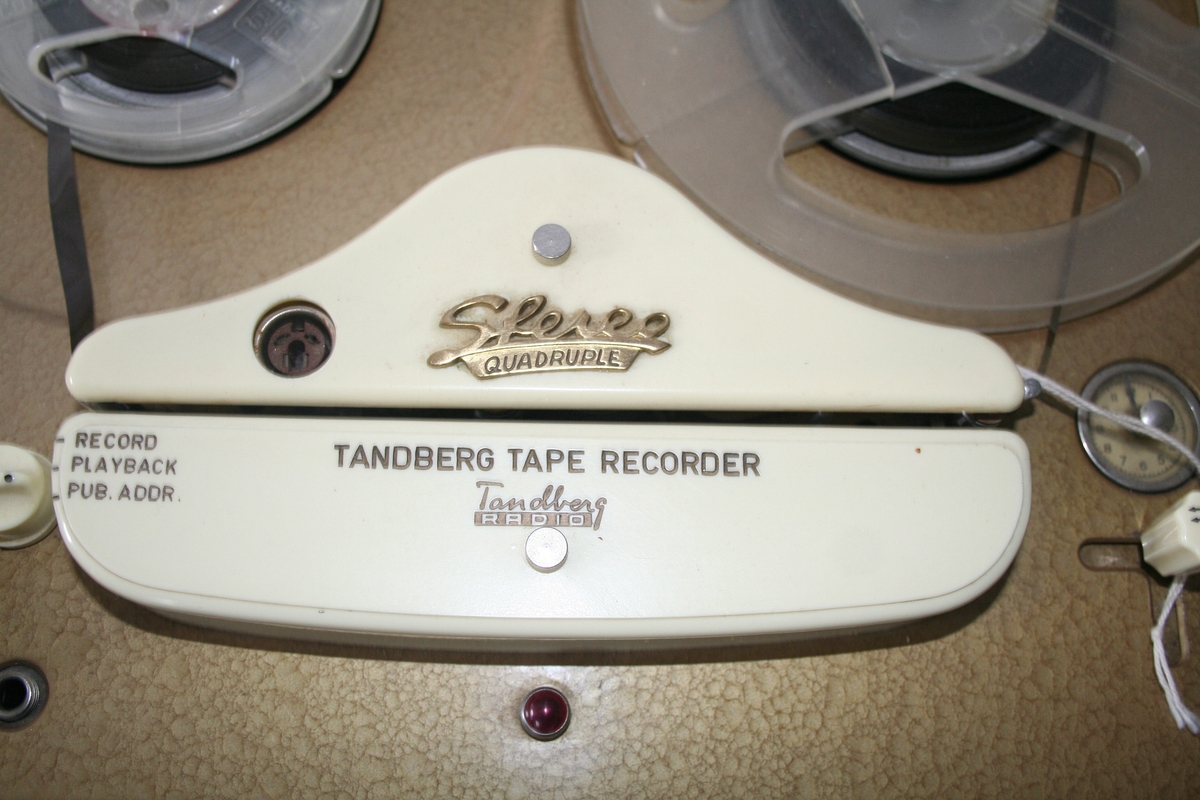 Stereo
QUADRUPLE
RECORD
PLAYBACK
PUB. ADDR.
TANDBERG TAPE RECORDER
Tandberg
RADIO